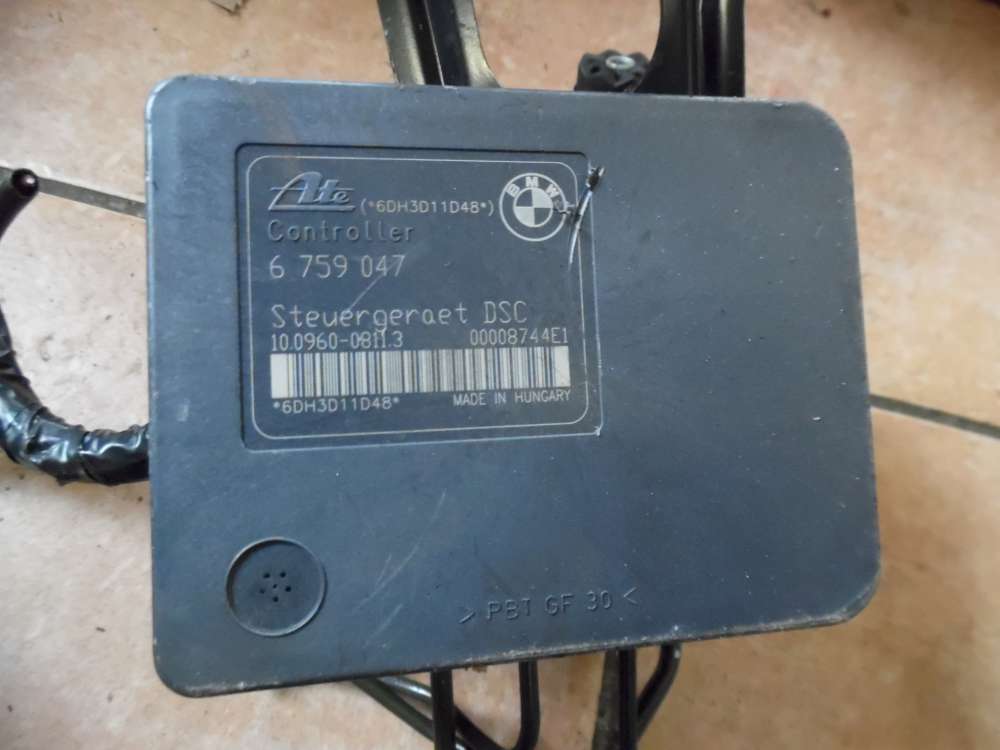 Ate (*6DH3D11D48*) BMW
Controller
6 759 047
Steuergeraet DSC
10.0960-0811.3 00008744E1
*6DH3D11D48* MADE IN HUNGARY
> PBT GF 30 <